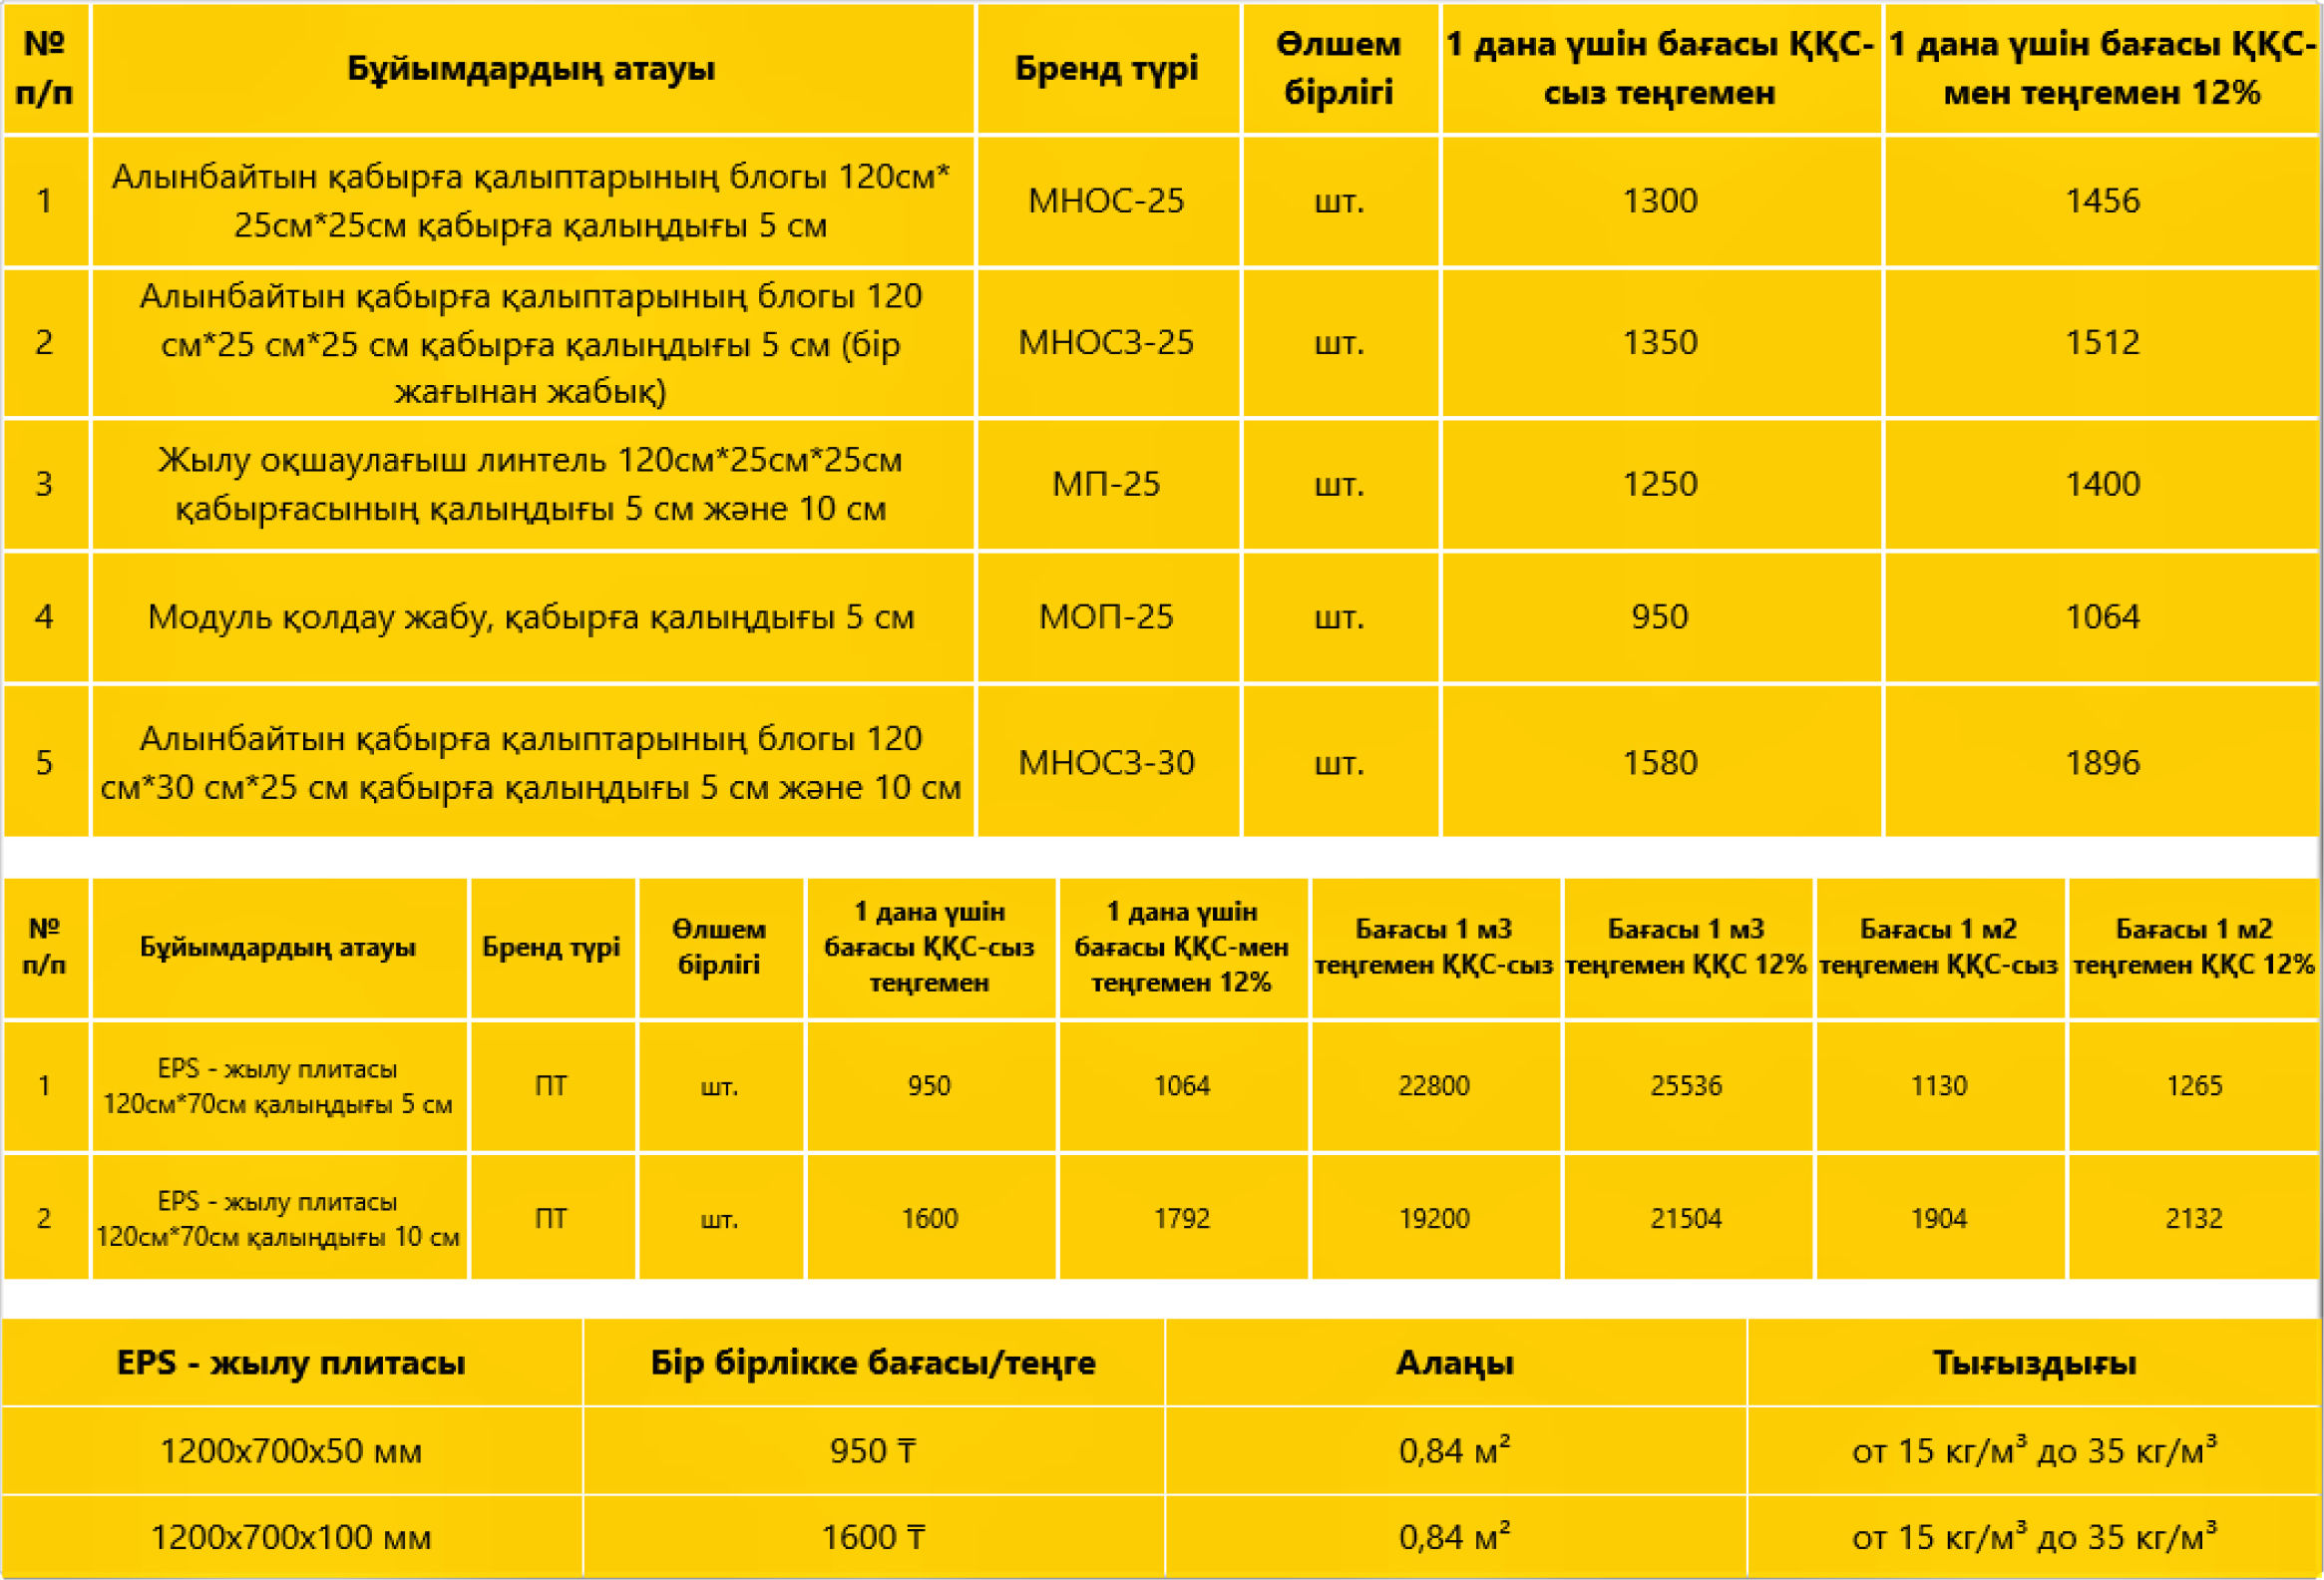 № п/п
Бұйымдардың атауы
Бренд түрі
Өлшем бірлігі
1 дана үшін бағасы ҚҚС-
сыз теңгемен
1 дана үшін бағасы ҚҚС-
мен теңгемен 12%
1
Алынбайтын қабырға қалыптарының блогы 120см*
25см*25см қабырға қалыңдығы 5 см
МНОС-25
шт.
1300
1456
2
Алынбайтын қабырға қалыптарының блогы 120
см*25 см*25 см қабырға қалыңдығы 5 см (бір
жағынан жабық)
МНОСЗ-25
шт.
1350
1512
3
Жылу оқшаулағыш линтель 120см*25см*25см
қабырғасының қалыңдығы 5 см және 10 см
МП-25
шт.
1250
1400
4
Модуль қолдау жабу, қабырға қалыңдығы 5 см
МОП-25
шт.
950
1064
5
Алынбайтын қабырға қалыптарының блогы 120
см*30 см*25 см қабырға қалыңдығы 5 см және 10 см
МНОСЗ-30
шт.
1580
1896
№
п/п
Бұйымдардың атауы
Бренд түрі
Өлшем
бірлігі
1 дана үшін
бағасы ҚҚС-сыз
теңгемен
1 дана үшін
бағасы ҚҚС-мен
теңгемен 12%
Бағасы 1 м3
теңгемен ҚҚС-сыз
Бағасы 1 м3
теңгемен ҚҚС 12%
Бағасы 1 м2
теңгемен ҚҚС-сыз
Бағасы 1 м2
теңгемен ҚҚС 12%
1
EPS - жылу плитасы
120см*70см қалыңдығы 5 см
ПТ
шт.
950
1064
22800
25536
1130
1265
2
EPS - жылу плитасы
120см*70см қалыңдығы 10 см
ПТ
шт.
1600
1792
19200
21504
1904
2132
EPS - жылу плитасы
Бір бірлікке бағасы/теңге
Алаңы
Тығыздығы
1200х700х50 мм
950 ₸
0,84 м²
от 15 кг/м³ до 35 кг/м³
1200х700х100 мм
1600 ₸
0,84 м²
от 15 кг/м³ до 35 кг/м³